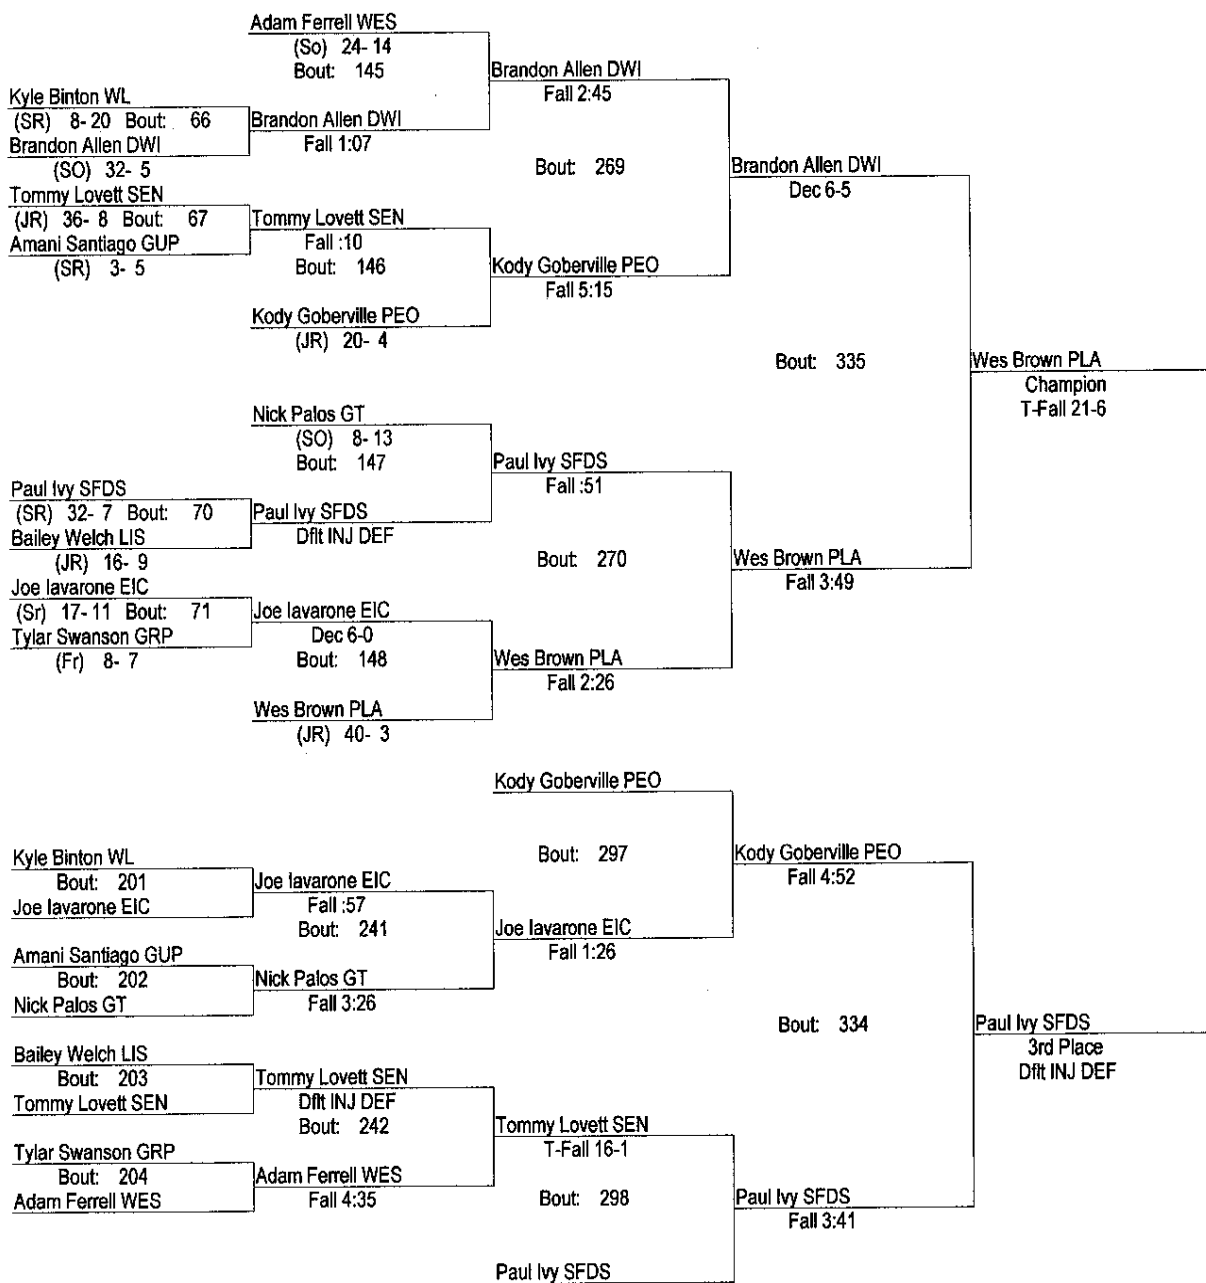 Adam Ferrell WES
(So) 24- 14
Bout: 145
Brandon Allen DWI
Fall 2:45
Kyle Binton WL
(SR) 8- 20 Bout: 66
Brandon Allen DWI
Fall 1:07
Brandon Allen DWI
(SO) 32- 5
Bout: 269
Brandon Allen DWI
Dec 6-5
Tommy Lovett SEN
(JR) 36- 8 Bout: 67
Tommy Lovett SEN
Fall :10
Bout: 146
Amani Santiago GUP
(SR) 3- 5
Kody Goberville PEO
Fall 5:15
Kody Goberville PEO
(JR) 20- 4
Bout: 335
Wes Brown PLA
Champion
T-Fall 21-6
Nick Palos GT
(SO) 8- 13
Bout: 147
Paul Ivy SFDS
Fall :51
Paul Ivy SFDS
(SR) 32- 7 Bout: 70
Paul Ivy SFDS
Dflt INJ DEF
Bailey Welch LIS
(JR) 16- 9
Bout: 270
Wes Brown PLA
Fall 3:49
Joe Iavarone EIC
(Sr) 17- 11 Bout: 71
Joe Iavarone EIC
Dec 6-0
Bout: 148
Tylar Swanson GRP
(Fr) 8- 7
Wes Brown PLA
Fall 2:26
Wes Brown PLA
(JR) 40- 3
Kody Goberville PEO
Bout: 297
Kody Goberville PEO
Fall 4:52
Kyle Binton WL
Bout: 201
Joe Iavarone EIC
Joe Iavarone EIC
Fall :57
Bout: 241
Joe Iavarone EIC
Fall 1:26
Amani Santiago GUP
Bout: 202
Nick Palos GT
Nick Palos GT
Fall 3:26
Bout: 334
Paul Ivy SFDS
3rd Place
Dflt INJ DEF
Bailey Welch LIS
Bout: 203
Tommy Lovett SEN
Tommy Lovett SEN
Dflt INJ DEF
Bout: 242
Tommy Lovett SEN
T-Fall 16-1
Tylar Swanson GRP
Bout: 204
Adam Ferrell WES
Adam Ferrell WES
Fall 4:35
Bout: 298
Paul Ivy SFDS
Fall 3:41
Paul Ivy SFDS